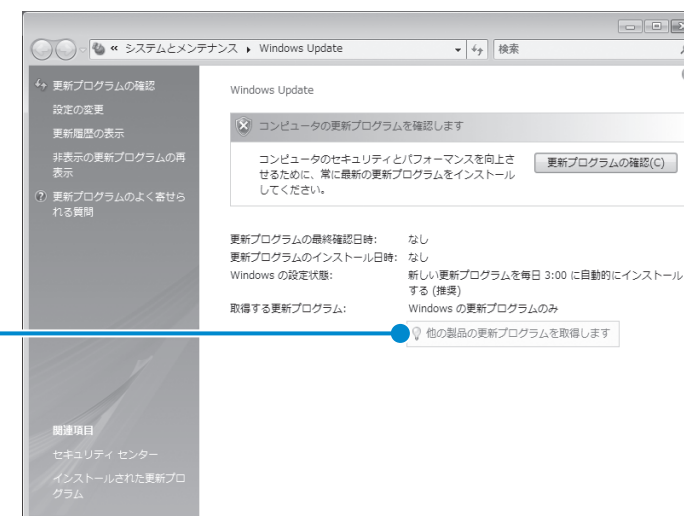 « システムとメンテナンス ▸ Windows Update
検索
更新プログラムの確認
設定の変更
更新履歴の表示
非表示の更新プログラムの再
表示
更新プログラムのよく寄せら
れる質問
Windows Update
コンピュータの更新プログラムを確認します
コンピュータのセキュリティとパフォーマンスを向上さ
せるために、常に最新の更新プログラムをインストール
してください。
更新プログラムの確認(C)
更新プログラムの最終確認日時: なし
更新プログラムのインストール日時: なし
Windows の設定状態: 新しい更新プログラムを毎日 3:00 に自動的にインストール
する (推奨)
取得する更新プログラム: Windows の更新プログラムのみ
他の製品の更新プログラムを取得します
関連項目
セキュリティ センター
インストールされた更新プロ
グラム